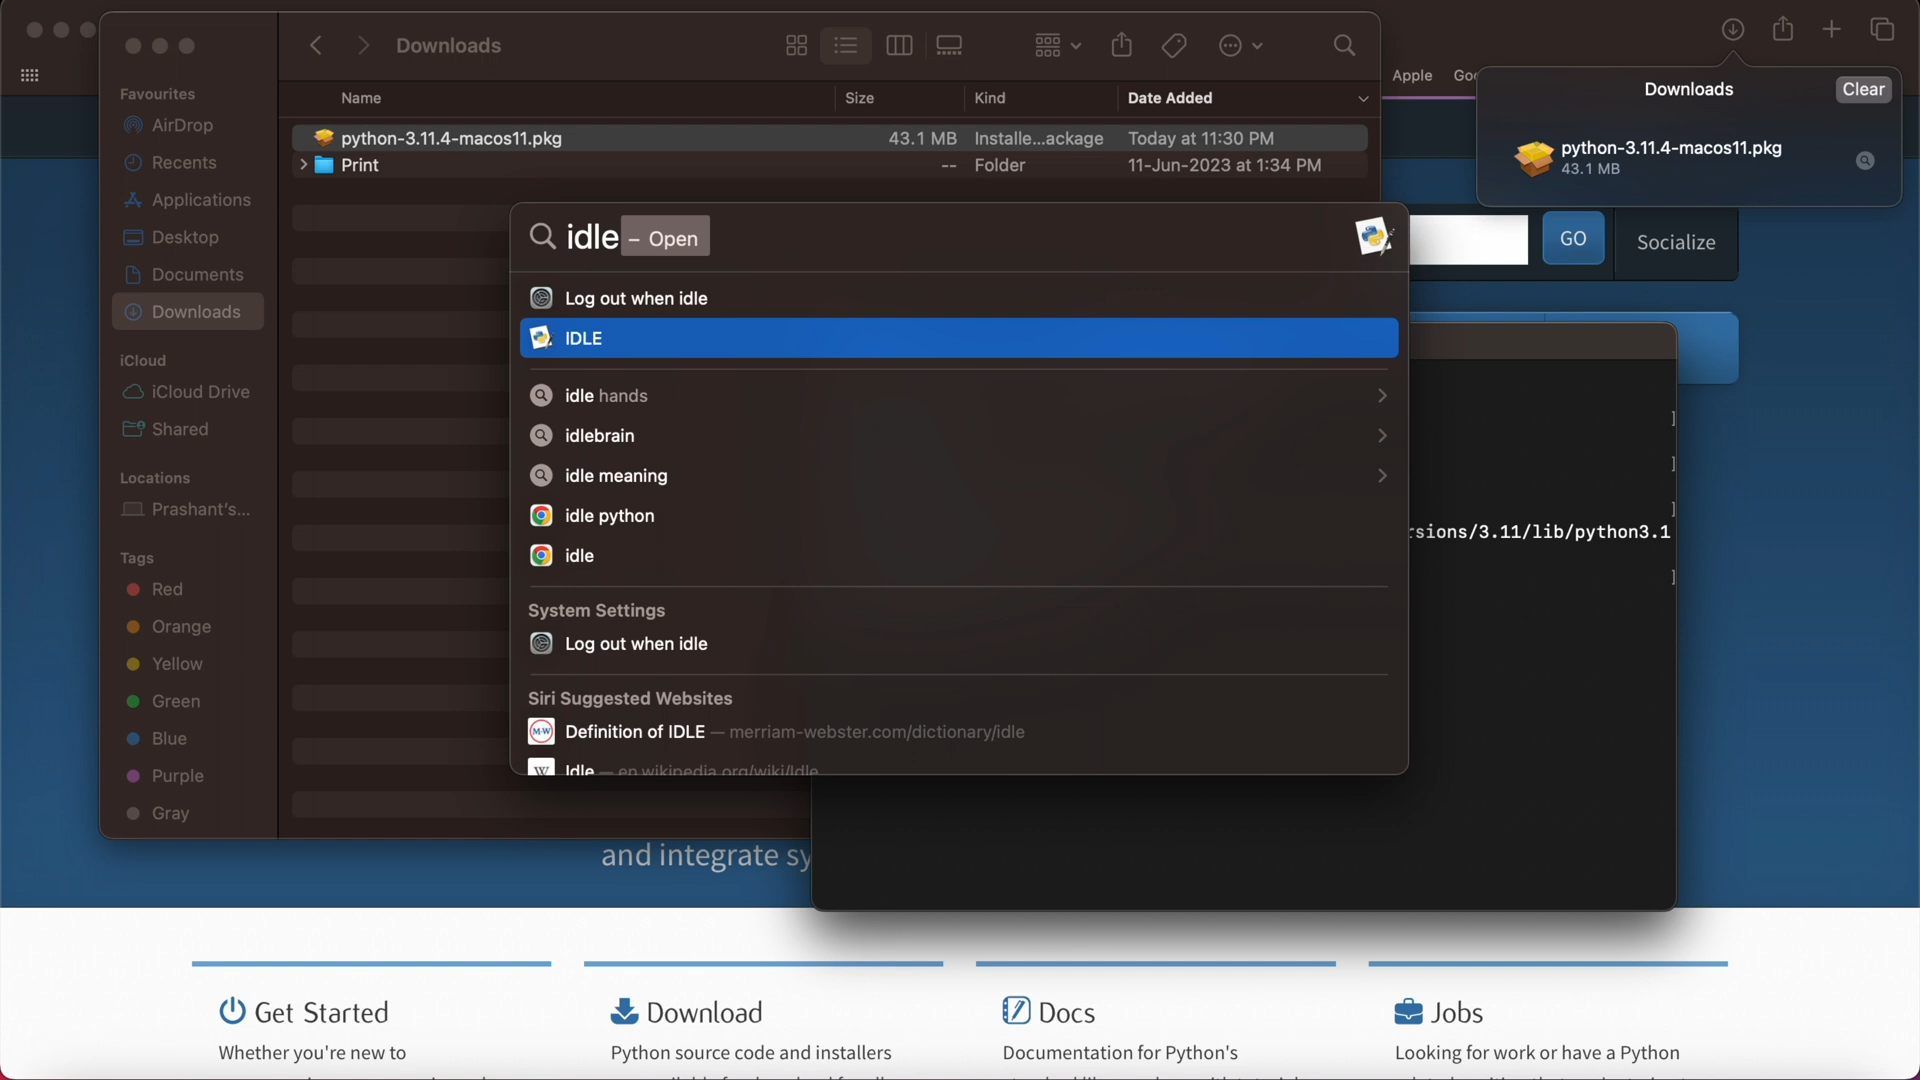 Downloads
Favourites
AirDrop
Recents
Applications
Desktop
Documents
Downloads
iCloud
iCloud Drive
Shared
Locations
Prashant's...
Tags
Red
Orange
Yellow
Green
Blue
Purple
Gray
Name Size Kind Date Added
python-3.11.4-macos11.pkg 43.1 MB Installe...ackage Today at 11:30 PM
Print -- Folder 11-Jun-2023 at 1:34 PM
Apple
Downloads Clear
python-3.11.4-macos11.pkg
43.1 MB
idle – Open
Log out when idle
IDLE
idle hands
idlebrain
idle meaning
idle python
idle
System Settings
Log out when idle
Siri Suggested Websites
Definition of IDLE — merriam-webster.com/dictionary/idle
Idle — en.wikipedia.org/wiki/Idle
GO Socialize
]
]
]
rsions/3.11/lib/python3.1
]
and integrate sy
Get Started
Whether you're new to
Download
Python source code and installers
Docs
Documentation for Python's
Jobs
Looking for work or have a Python